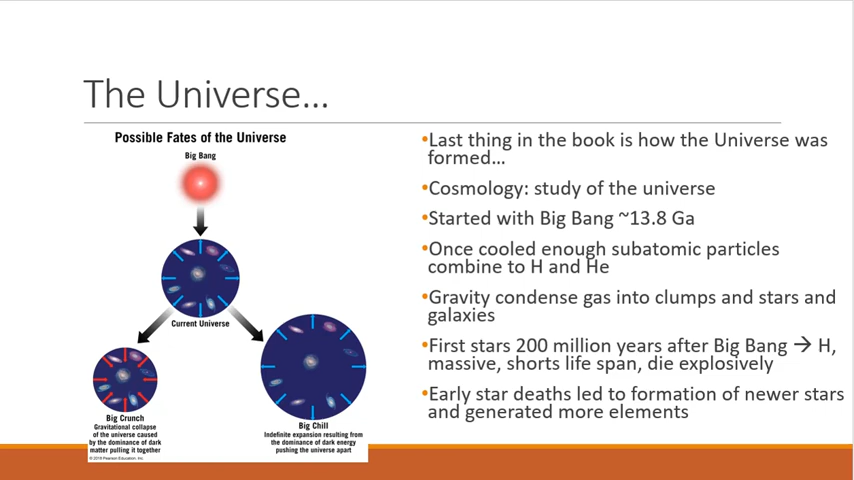 The Universe...
Possible Fates of the Universe
Big Bang
Current Universe
Big Crunch
Gravitational collapse
of the universe caused
by the dominance of dark
matter pulling it together
Big Chill
Indefinite expansion resulting from
the dominance of dark energy
pushing the universe apart
© 2018 Pearson Education, Inc.
•Last thing in the book is how the Universe was
formed...
•Cosmology: study of the universe
•Started with Big Bang ~13.8 Ga
•Once cooled enough subatomic particles
combine to H and He
•Gravity condense gas into clumps and stars and
galaxies
•First stars 200 million years after Big Bang → H,
massive, shorts life span, die explosively
•Early star deaths led to formation of newer stars
and generated more elements